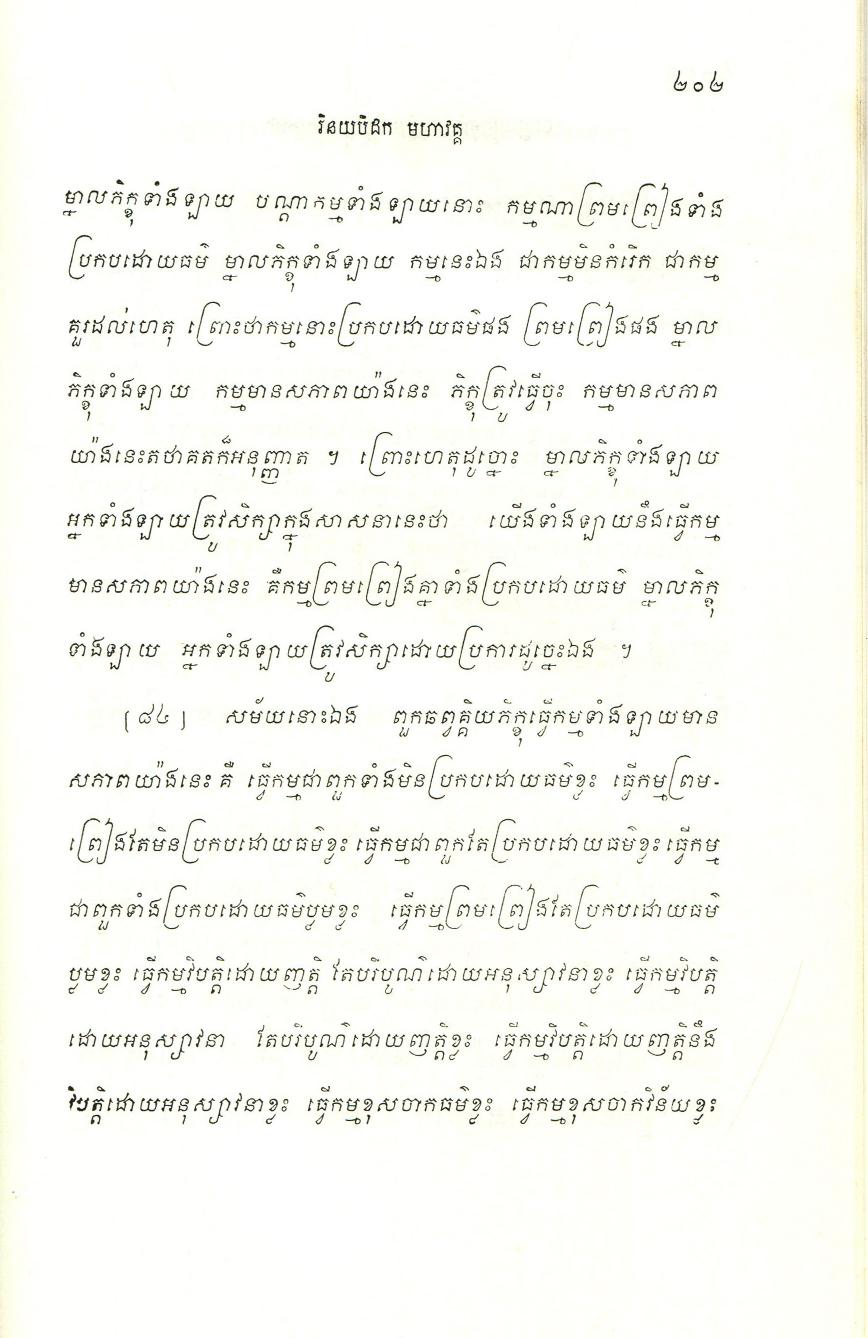 ២០២
វិនយបិដក មហាវគ្គ
ម្នាលភិក្ខុទាំងឡាយ បណ្តាកម្មទាំងឡាយនោះ កម្មណាព្រមព្រៀងទាំង
ប្រកបដោយធម៌ ម្នាលភិក្ខុទាំងឡាយ កម្មនេះឯង ជាកម្មមិនកំរើក ជាកម្ម
គួរដល់ហេតុ ព្រោះថាកម្មនោះប្រកបដោយធម៌ផង ព្រមព្រៀងផង ម្នាល
ភិក្ខុទាំងឡាយ កម្មមានសភាពយ៉ាងនេះ ភិក្ខុត្រូវធ្វើចុះ កម្មមានសភាព
យ៉ាងនេះតថាគតក៏អនុញ្ញាត ។ ព្រោះហេតុដូច្នោះ ម្នាលភិក្ខុទាំងឡាយ
អ្នកទាំងឡាយត្រូវសិក្សាក្នុងសាសនានេះថា យើងទាំងឡាយនឹងធ្វើកម្ម
មានសភាពយ៉ាងនេះ គឺកម្មព្រមព្រៀងគ្នាទាំងប្រកបដោយធម៌ ម្នាលភិក្ខុ
ទាំងឡាយ អ្នកទាំងឡាយត្រូវសិក្សាដោយប្រការដូច្នេះឯង ។
[៨៤] សម័យនោះឯង ពួកឆព្វគ្គិយភិក្ខុធ្វើកម្មទាំងឡាយមាន
សភាពយ៉ាងនេះ គឺ ធ្វើកម្មជាពួកទាំងមិនប្រកបដោយធម៌ខ្លះ ធ្វើកម្មព្រម-
ព្រៀងតែមិនប្រកបដោយធម៌ខ្លះ ធ្វើកម្មជាពួកតែប្រកបដោយធម៌ខ្លះ ធ្វើកម្ម
ជាពួកទាំងប្រកបដោយធម៌ប្លមខ្លះ ធ្វើកម្មព្រមព្រៀងតែប្រកបដោយធម៌
ប្លមខ្លះ ធ្វើកម្មវិបត្តិដោយញត្តិ តែបរិបូណ៌ដោយអនុស្សាវនាខ្លះ ធ្វើកម្មវិបត្តិ
ដោយអនុស្សាវនា តែបរិបូណ៌ដោយញត្តិខ្លះ ធ្វើកម្មវិបត្តិដោយញត្តិនឹង
វិបត្តិដោយអនុស្សាវនាខ្លះ ធ្វើកម្មខុសចាកធម៌ខ្លះ ធ្វើកម្មខុសចាកវិន័យខ្លះ